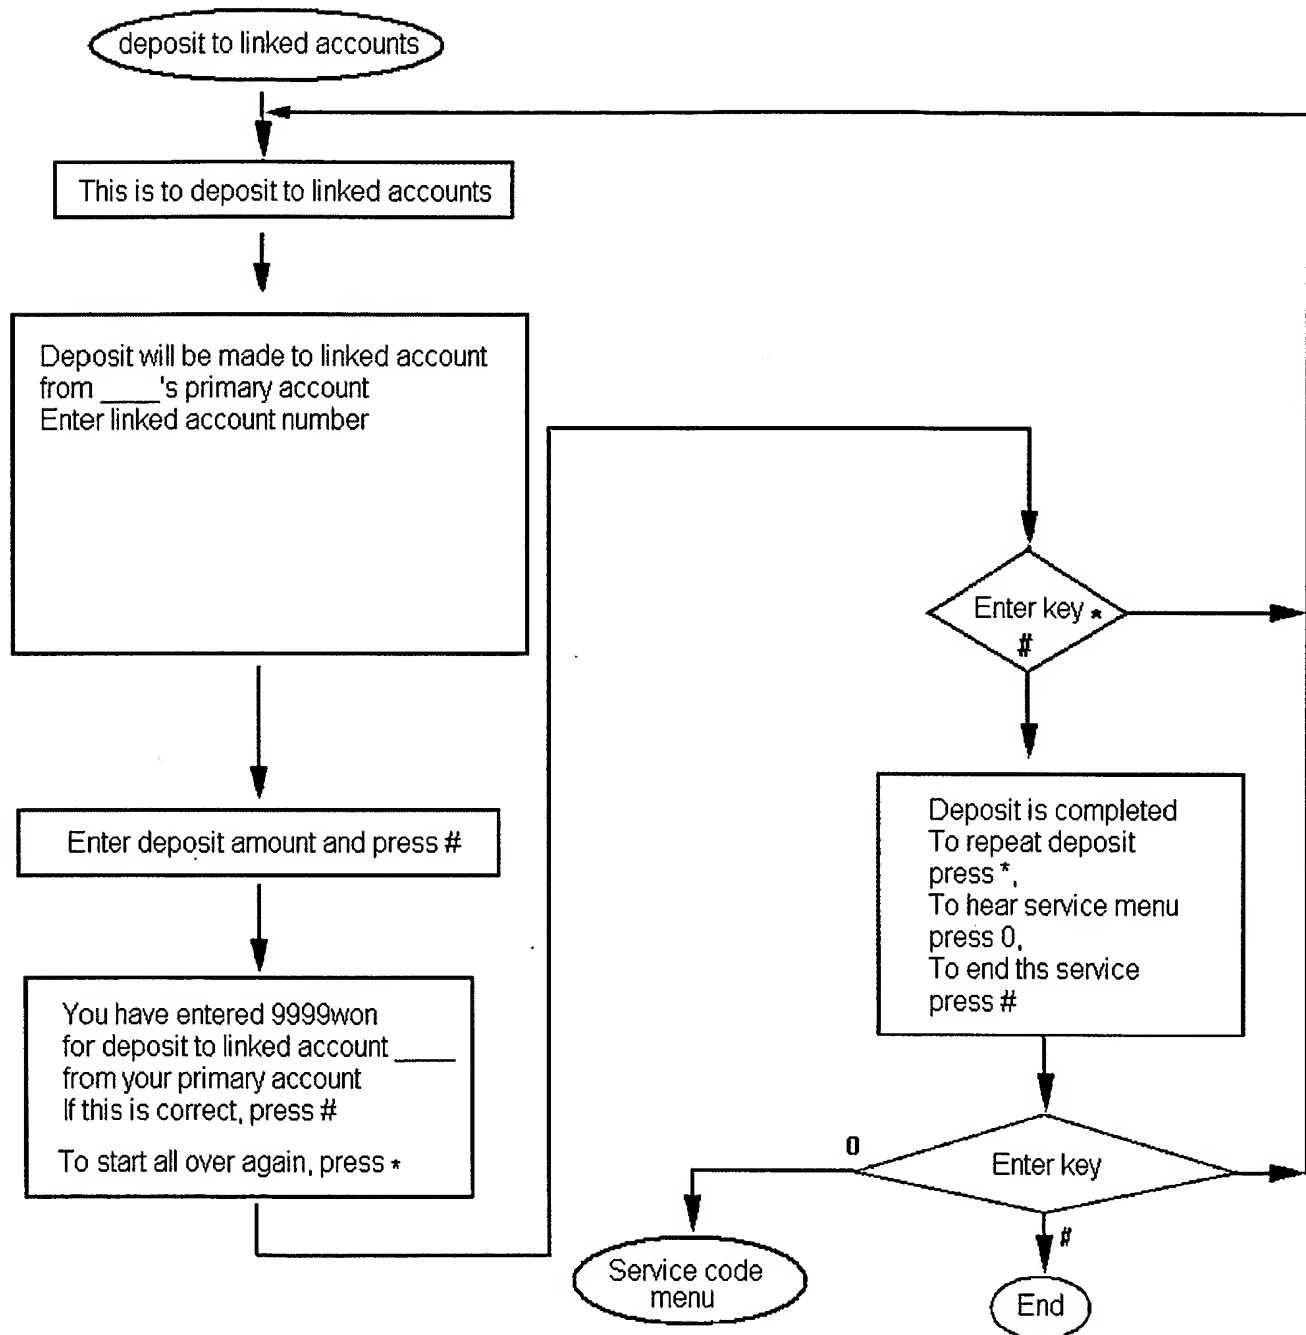 deposit to linked accounts
This is to deposit to linked accounts
Deposit will be made to linked account
from ____'s primary account
Enter linked account number
Enter deposit amount and press #
You have entered 9999won
for deposit to linked account ____
from your primary account
If this is correct, press #
To start all over again, press *
Enter key *
#
Deposit is completed
To repeat deposit
press *,
To hear service menu
press 0,
To end ths service
press #
0
Enter key
#
Service code
menu
End